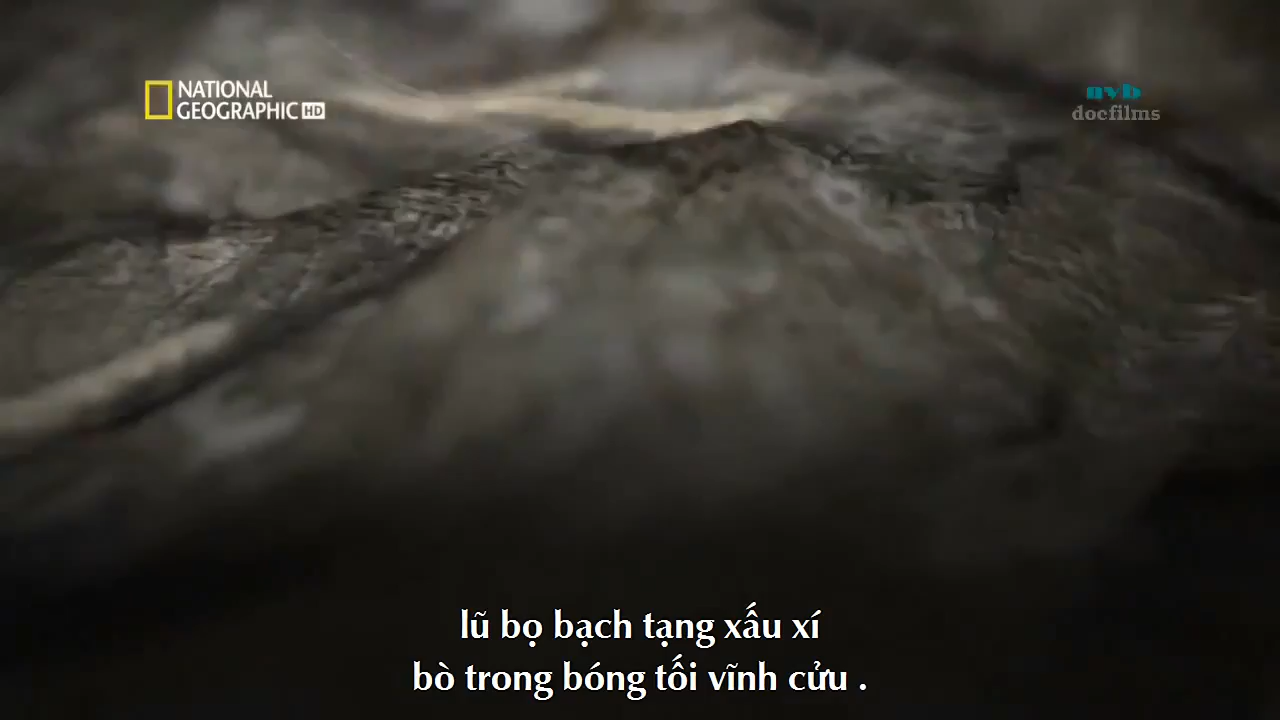 NATIONAL
GEOGRAPHIC HD
nvb
docfilms
lũ bọ bạch tạng xấu xí
bò trong bóng tối vĩnh cửu .